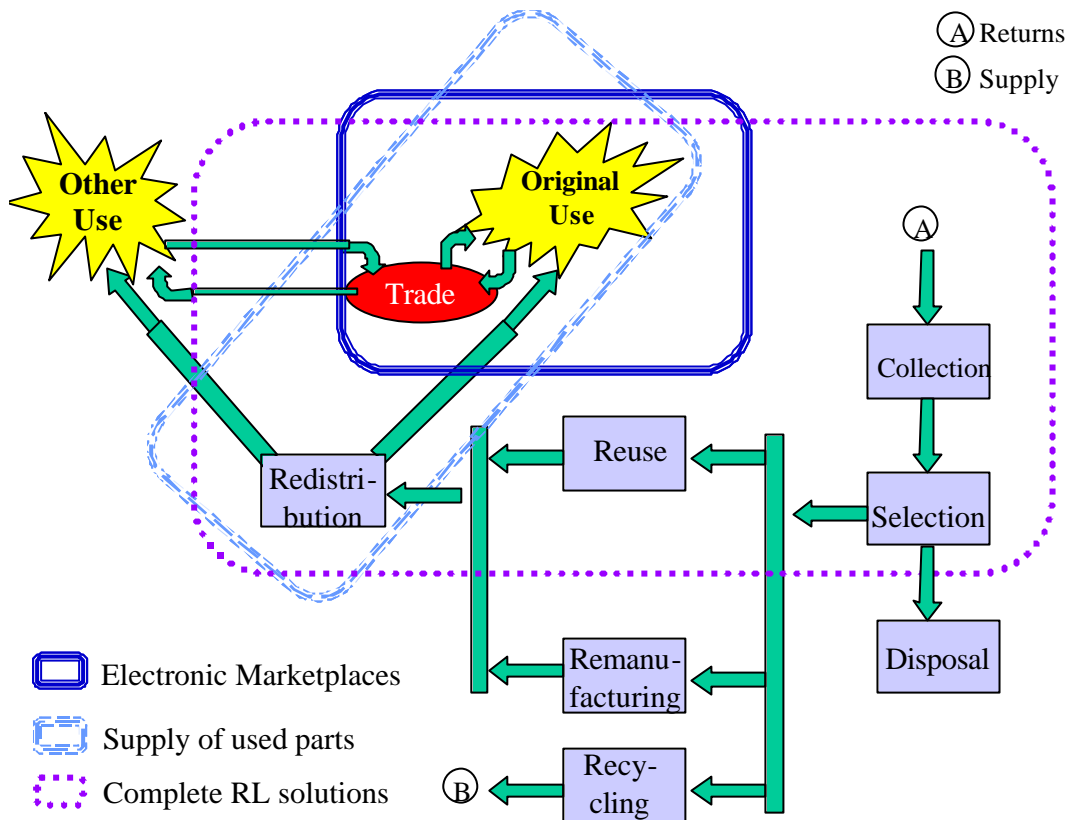 A Returns
B Supply
Other
Use
Original
Use
A
Trade
Collection
Reuse
Redistri-
bution
Selection
Remanu-
facturing
Disposal
Electronic Marketplaces
Supply of used parts
Recy-
cling
B
Complete RL solutions